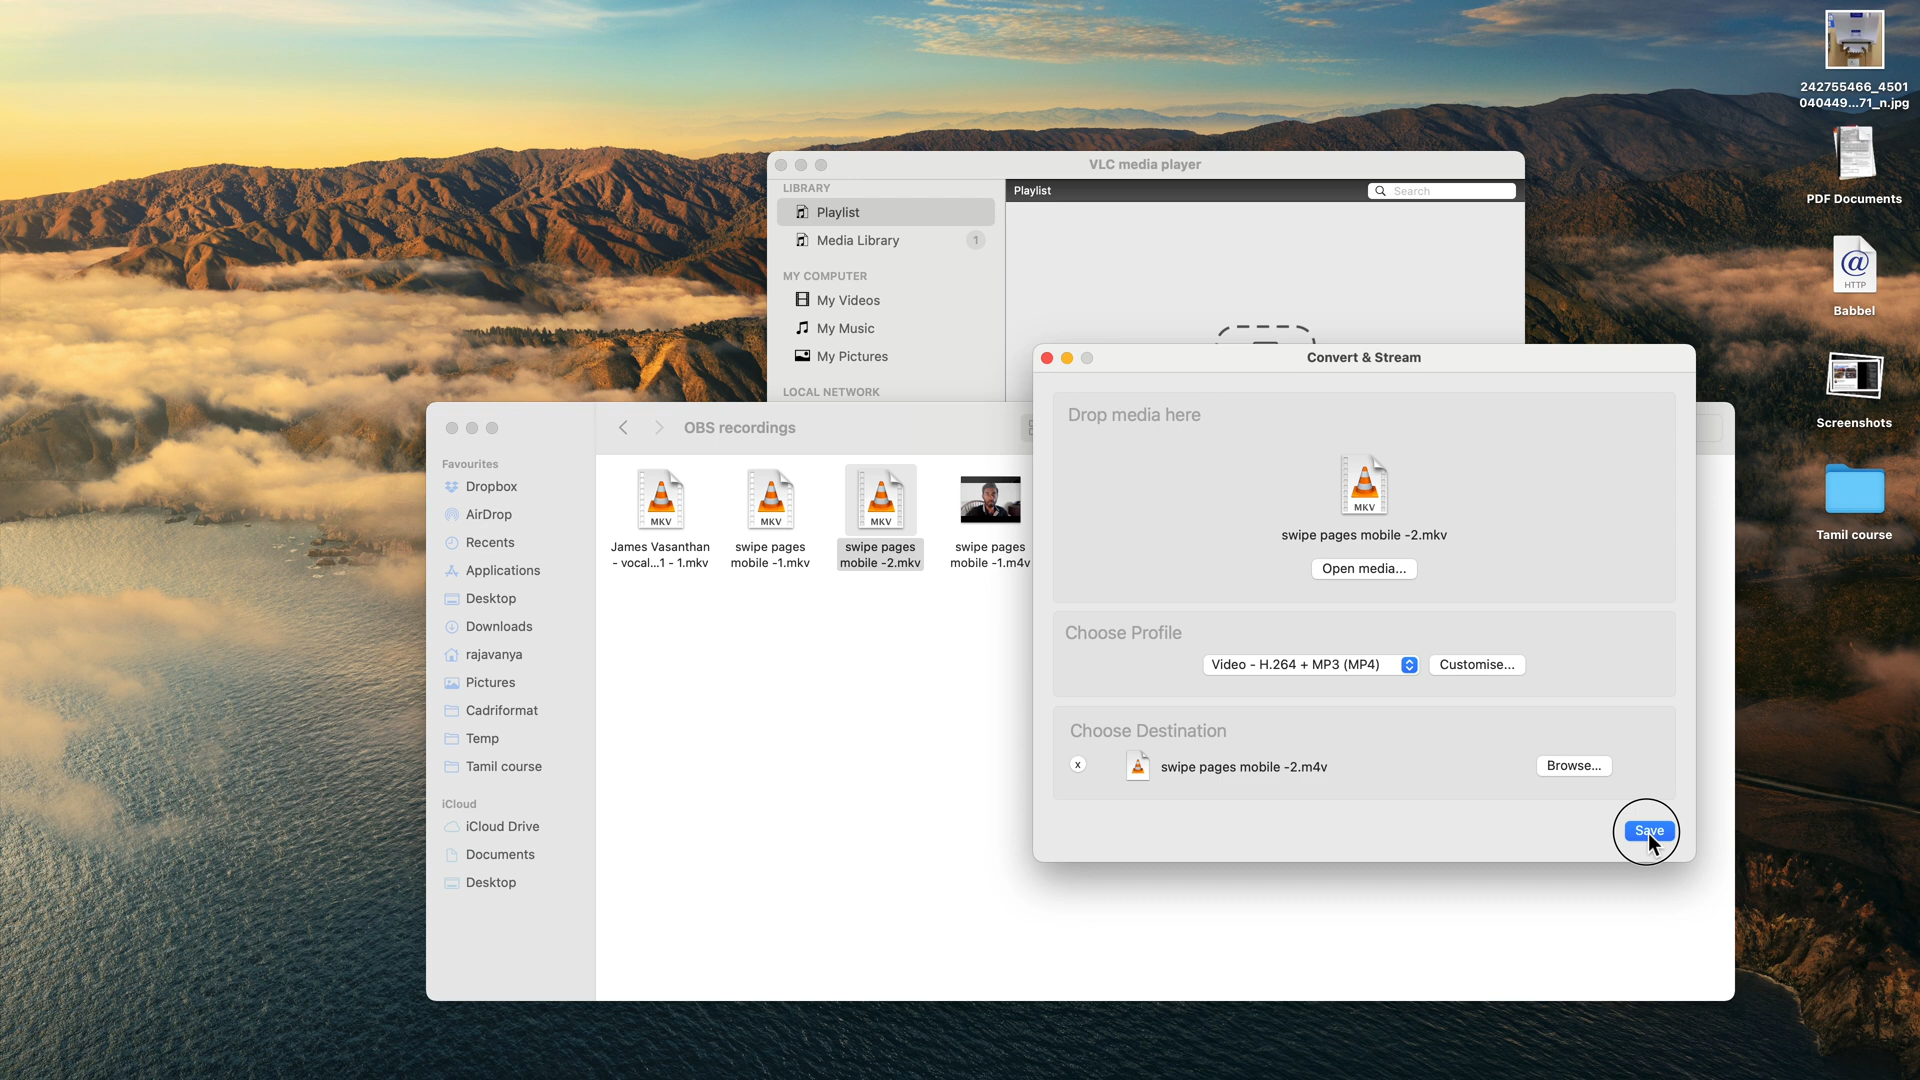 242755466_4501
040449...71_n.jpg
PDF Documents
HTTP
Babbel
Screenshots
Tamil course
VLC media player
LIBRARY
Playlist
Media Library
1
MY COMPUTER
My Videos
My Music
My Pictures
LOCAL NETWORK
Playlist
Search
OBS recordings
Favourites
Dropbox
AirDrop
Recents
Applications
Desktop
Downloads
rajavanya
Pictures
Cadriformat
Temp
Tamil course
iCloud
iCloud Drive
Documents
Desktop
MKV
James Vasanthan
- vocal...1 - 1.mkv
MKV
swipe pages
mobile -1.mkv
MKV
swipe pages
mobile -2.mkv
swipe pages
mobile -1.m4v
Convert & Stream
Drop media here
MKV
swipe pages mobile -2.mkv
Open media...
Choose Profile
Video - H.264 + MP3 (MP4)
Customise...
Choose Destination
x
swipe pages mobile -2.m4v
Browse...
Save